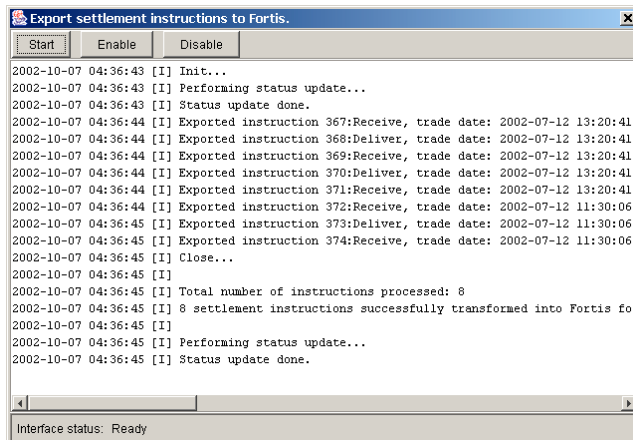 Export settlement instructions to Fortis.
Start Enable Disable
2002-10-07 04:36:43 [I] Init...
2002-10-07 04:36:43 [I] Performing status update...
2002-10-07 04:36:43 [I] Status update done.
2002-10-07 04:36:44 [I] Exported instruction 367:Receive, trade date: 2002-07-12 13:20:41
2002-10-07 04:36:44 [I] Exported instruction 368:Deliver, trade date: 2002-07-12 13:20:41
2002-10-07 04:36:44 [I] Exported instruction 369:Receive, trade date: 2002-07-12 13:20:41
2002-10-07 04:36:44 [I] Exported instruction 370:Deliver, trade date: 2002-07-12 13:20:41
2002-10-07 04:36:44 [I] Exported instruction 371:Receive, trade date: 2002-07-12 13:20:41
2002-10-07 04:36:44 [I] Exported instruction 372:Receive, trade date: 2002-07-12 11:30:06
2002-10-07 04:36:45 [I] Exported instruction 373:Deliver, trade date: 2002-07-12 11:30:06
2002-10-07 04:36:45 [I] Exported instruction 374:Receive, trade date: 2002-07-12 11:30:06
2002-10-07 04:36:45 [I] Close...
2002-10-07 04:36:45 [I]
2002-10-07 04:36:45 [I] Total number of instructions processed: 8
2002-10-07 04:36:45 [I] 8 settlement instructions successfully transformed into Fortis fo
2002-10-07 04:36:45 [I]
2002-10-07 04:36:45 [I] Performing status update...
2002-10-07 04:36:45 [I] Status update done.
Interface status: Ready